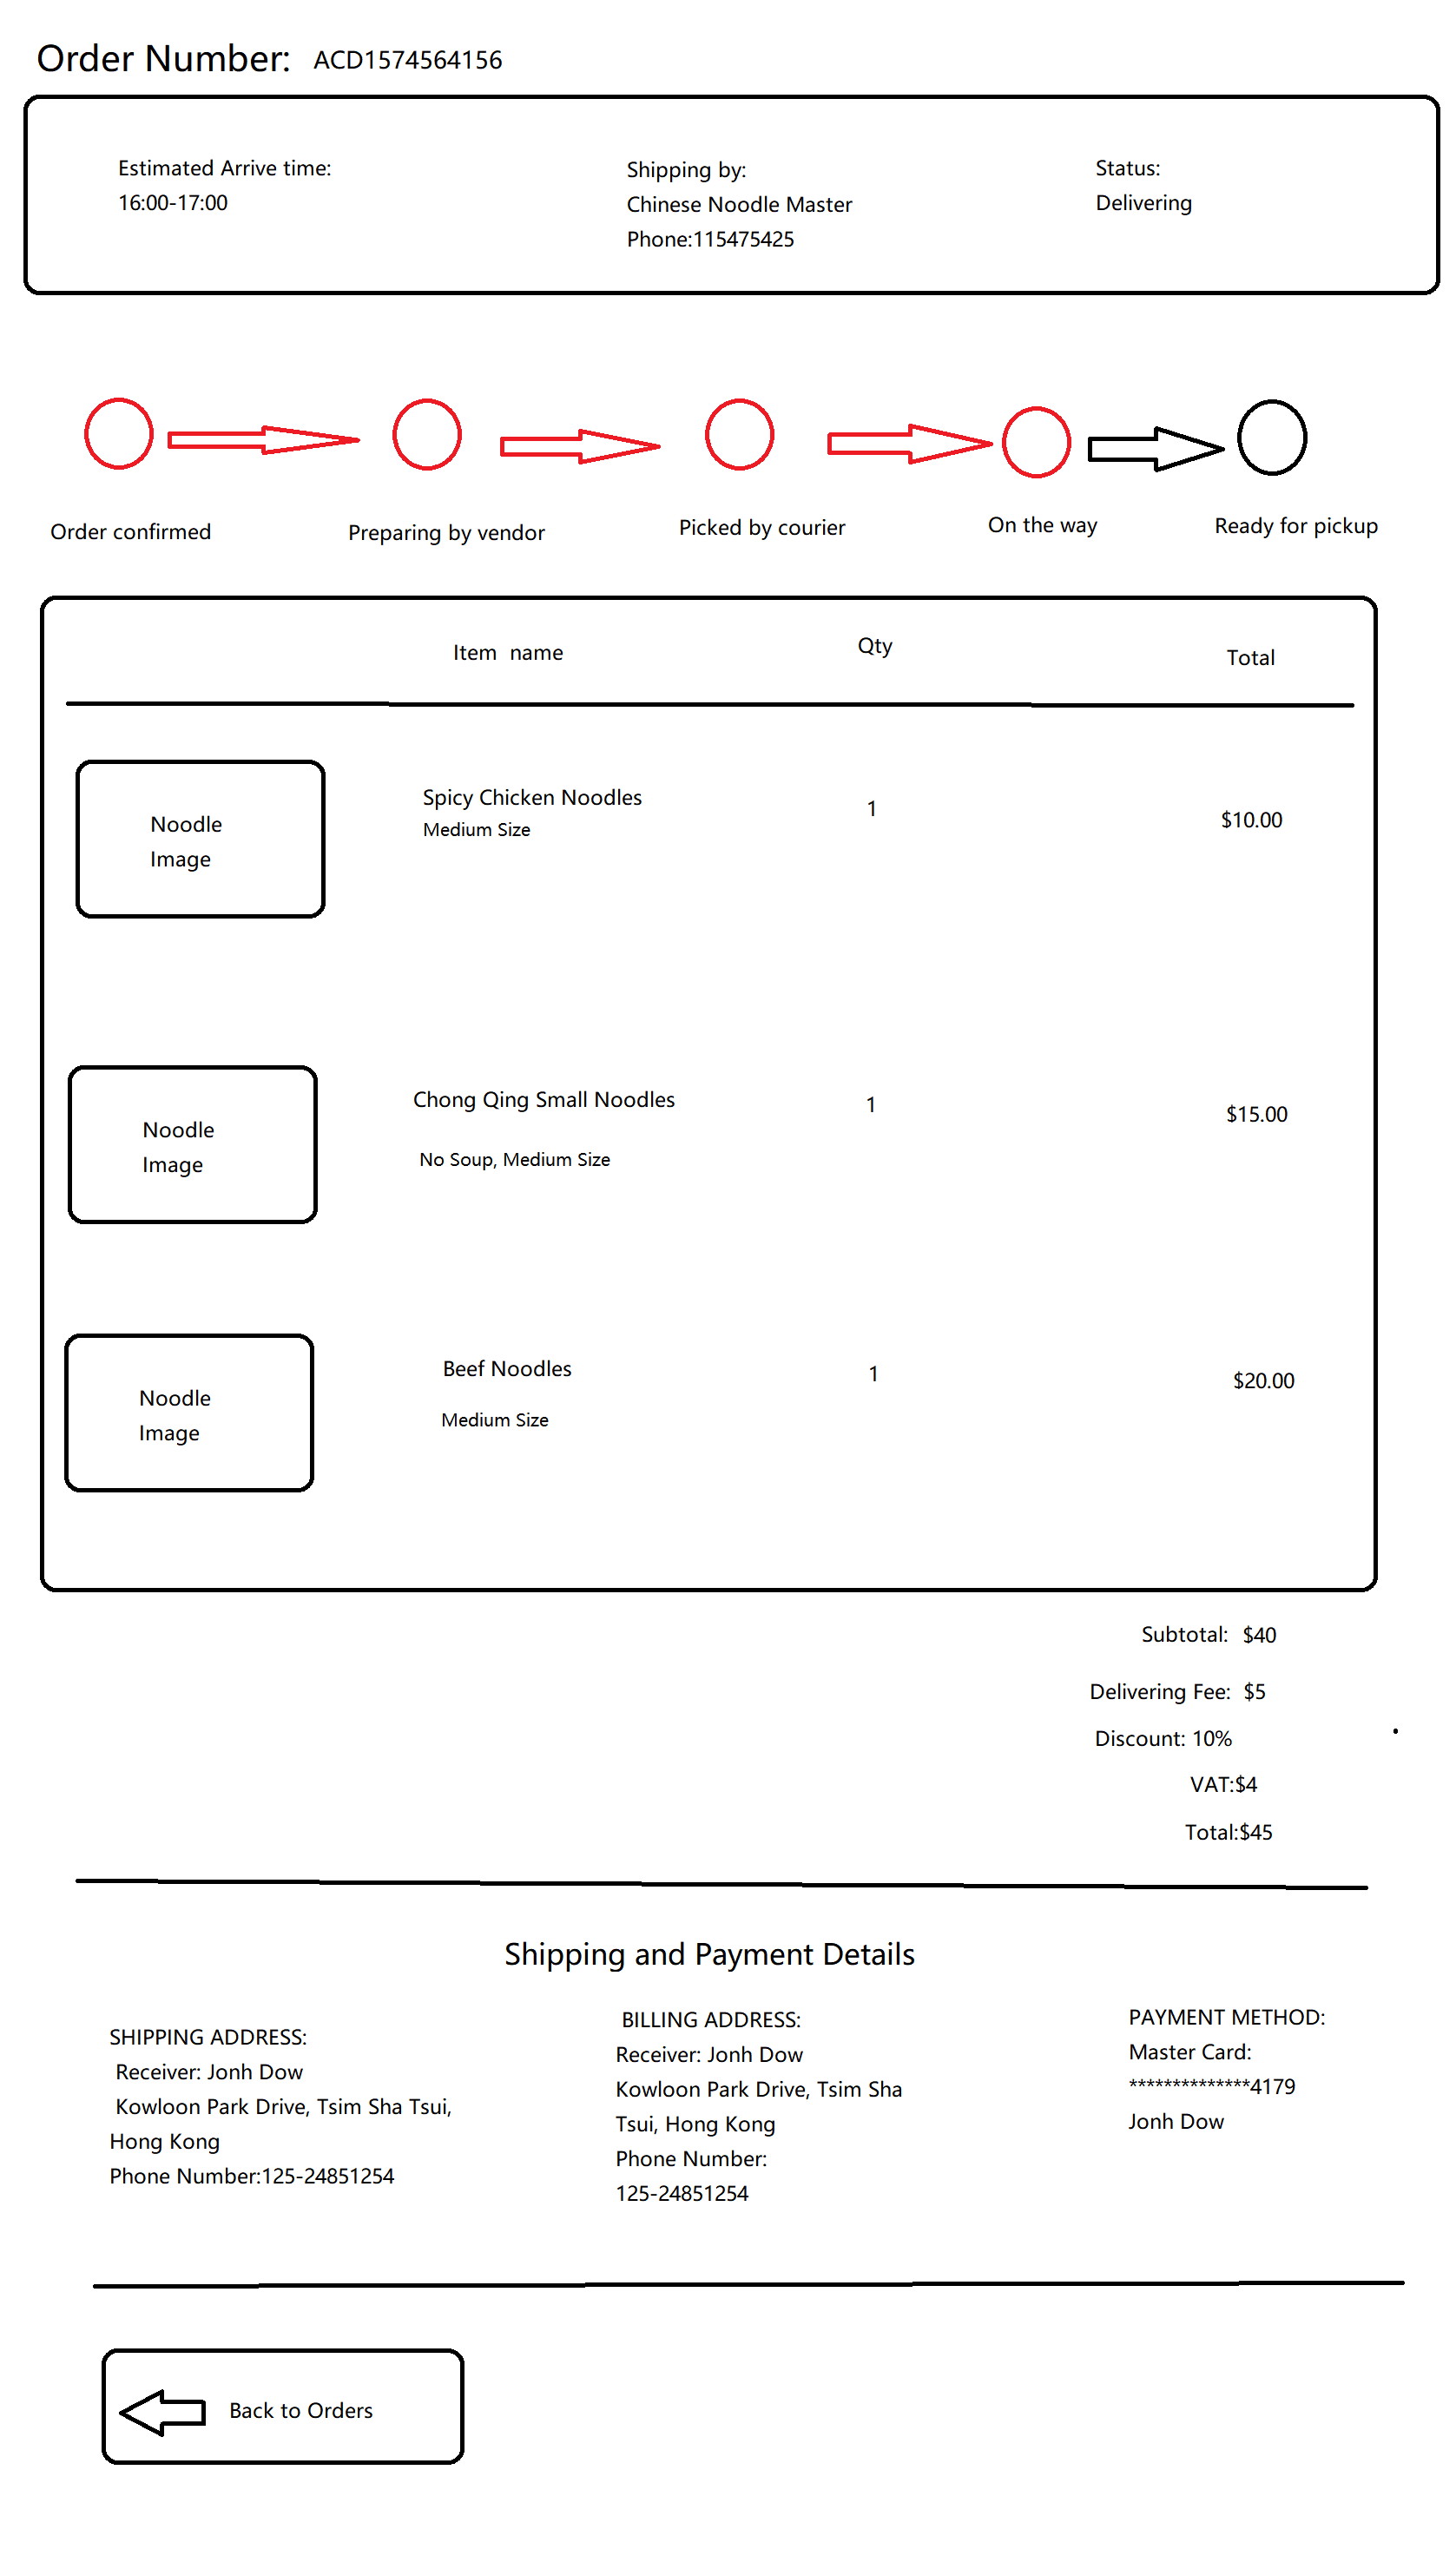 Order Number: ACD1574564156
Estimated Arrive time:
16:00-17:00
Shipping by:
Chinese Noodle Master
Phone:115475425
Status:
Delivering
Order confirmed
Preparing by vendor
Picked by courier
On the way
Ready for pickup
Item name
Qty
Total
Noodle
Image
Spicy Chicken Noodles
Medium Size
1
$10.00
Noodle
Image
Chong Qing Small Noodles
No Soup, Medium Size
1
$15.00
Noodle
Image
Beef Noodles
Medium Size
1
$20.00
Subtotal: $40
Delivering Fee: $5
Discount: 10%
VAT:$4
Total:$45
Shipping and Payment Details
SHIPPING ADDRESS:
Receiver: Jonh Dow
Kowloon Park Drive, Tsim Sha Tsui,
Hong Kong
Phone Number:125-24851254
BILLING ADDRESS:
Receiver: Jonh Dow
Kowloon Park Drive, Tsim Sha
Tsui, Hong Kong
Phone Number:
125-24851254
PAYMENT METHOD:
Master Card:
**************4179
Jonh Dow
Back to Orders